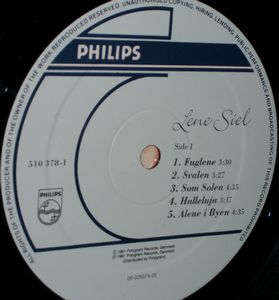 ALL RIGHTS OF THE PRODUCER AND OF THE OWNER OF THE WORK REPRODUCED RESERVED UNAUTHORISED COPYING, HIRING, LENDING, PUBLIC PERFORMANCE AND BROADCASTING OF THIS RECORD PROHIBITED
PHILIPS
Lene Siel
510 378-1
Side 1
1. Fuglene 3:30
2. Svalen 3:27
3. Som Solen 4:35
4. Halleluja 3:17
5. Alene i Byen 4:35
PHILIPS
℗ 1991 Polygram Records, Denmark
© 1991 Polygram Records, Denmark
(Distributed by Polygram)